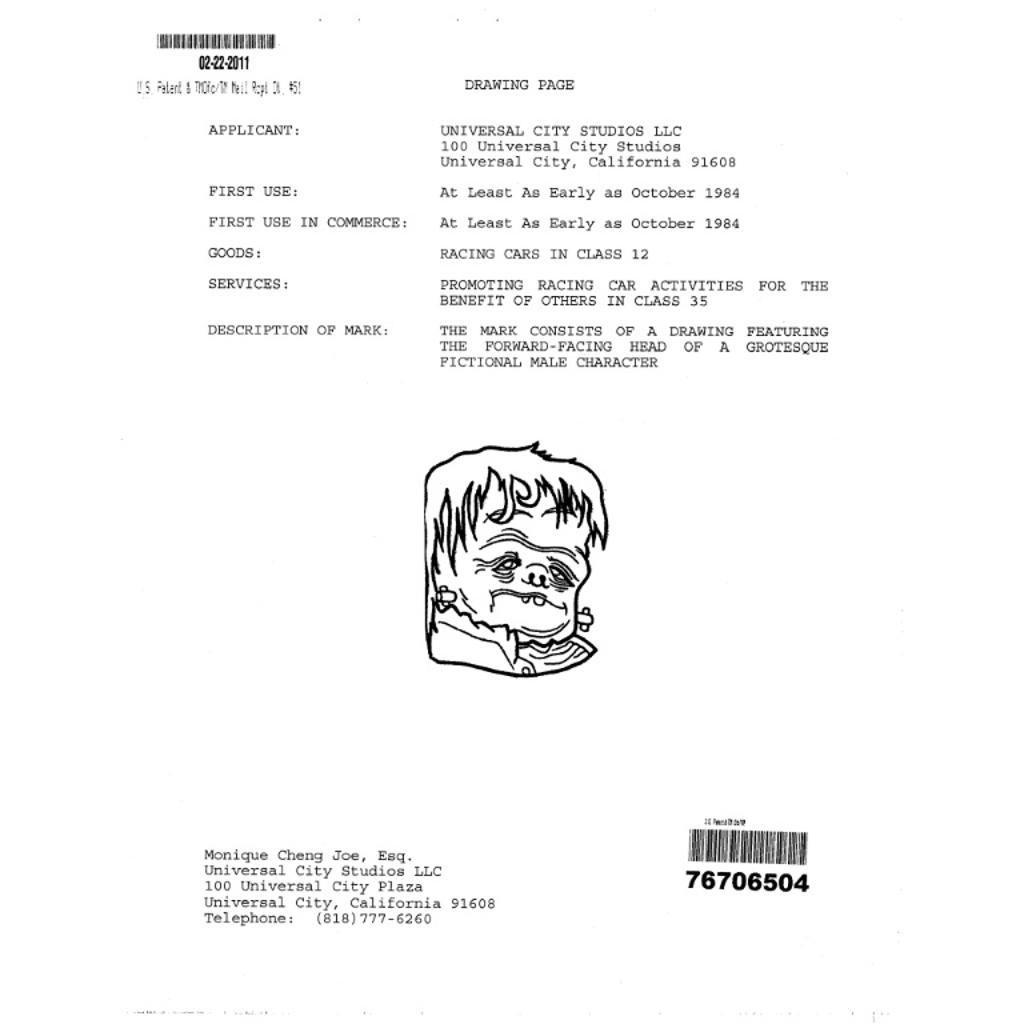 02-22-2011
U.S. Patent & TMOfc/TM Mail Rcpt Dt. #51
DRAWING PAGE
APPLICANT: UNIVERSAL CITY STUDIOS LLC
100 Universal City Studios
Universal City, California 91608
FIRST USE: At Least As Early as October 1984
FIRST USE IN COMMERCE: At Least As Early as October 1984
GOODS: RACING CARS IN CLASS 12
SERVICES: PROMOTING RACING CAR ACTIVITIES FOR THE
BENEFIT OF OTHERS IN CLASS 35
DESCRIPTION OF MARK: THE MARK CONSISTS OF A DRAWING FEATURING
THE FORWARD-FACING HEAD OF A GROTESQUE
FICTIONAL MALE CHARACTER
Monique Cheng Joe, Esq.
Universal City Studios LLC
100 Universal City Plaza
Universal City, California 91608
Telephone: (818)777-6260
76706504